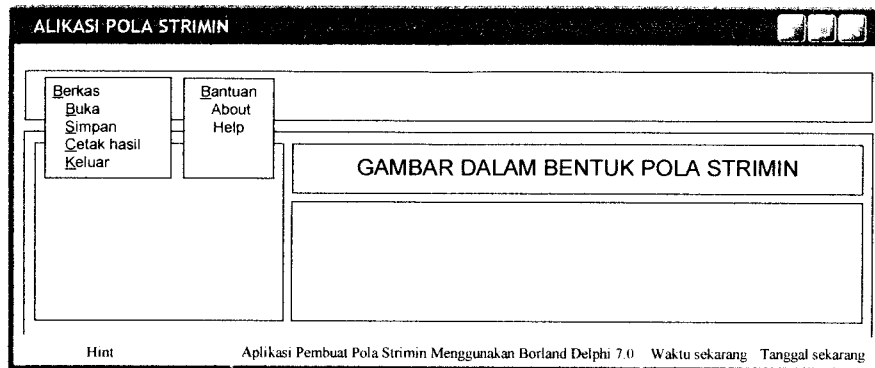 ALIKASI POLA STRIMIN
Berkas
Buka
Simpan
Cetak hasil
Keluar
Bantuan
About
Help
GAMBAR DALAM BENTUK POLA STRIMIN
Hint
Aplikasi Pembuat Pola Strimin Menggunakan Borland Delphi 7.0
Waktu sekarang
Tanggal sekarang